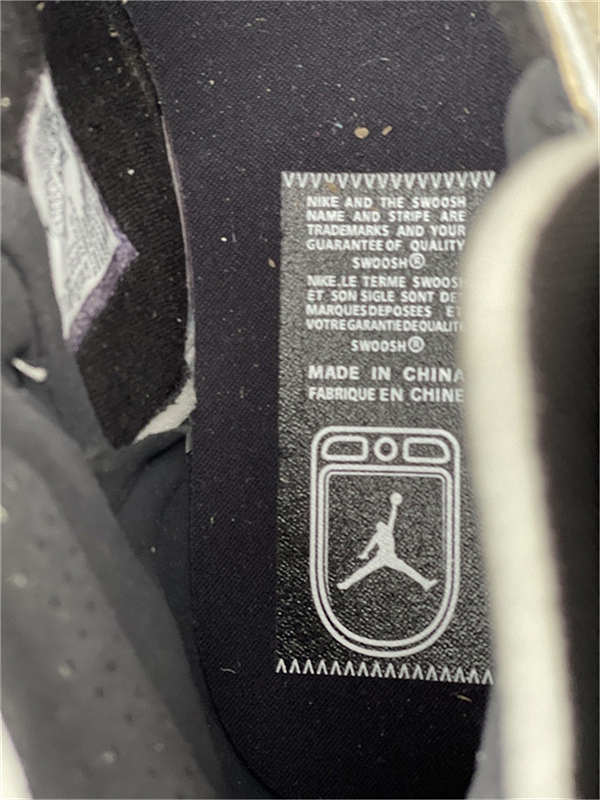 NIKE AND THE SWOOSH
NAME AND STRIPE ARE
TRADEMARKS AND YOUR
GUARANTEE OF QUALITY
SWOOSH®
NIKE,LE TERME SWOOSH
ET SON SIGLE SONT DE
MARQUES DEPOSEES ET
VOTRE GARANTIE DE QUALIT
SWOOSH®
MADE IN CHINA
FABRIQUE EN CHINE